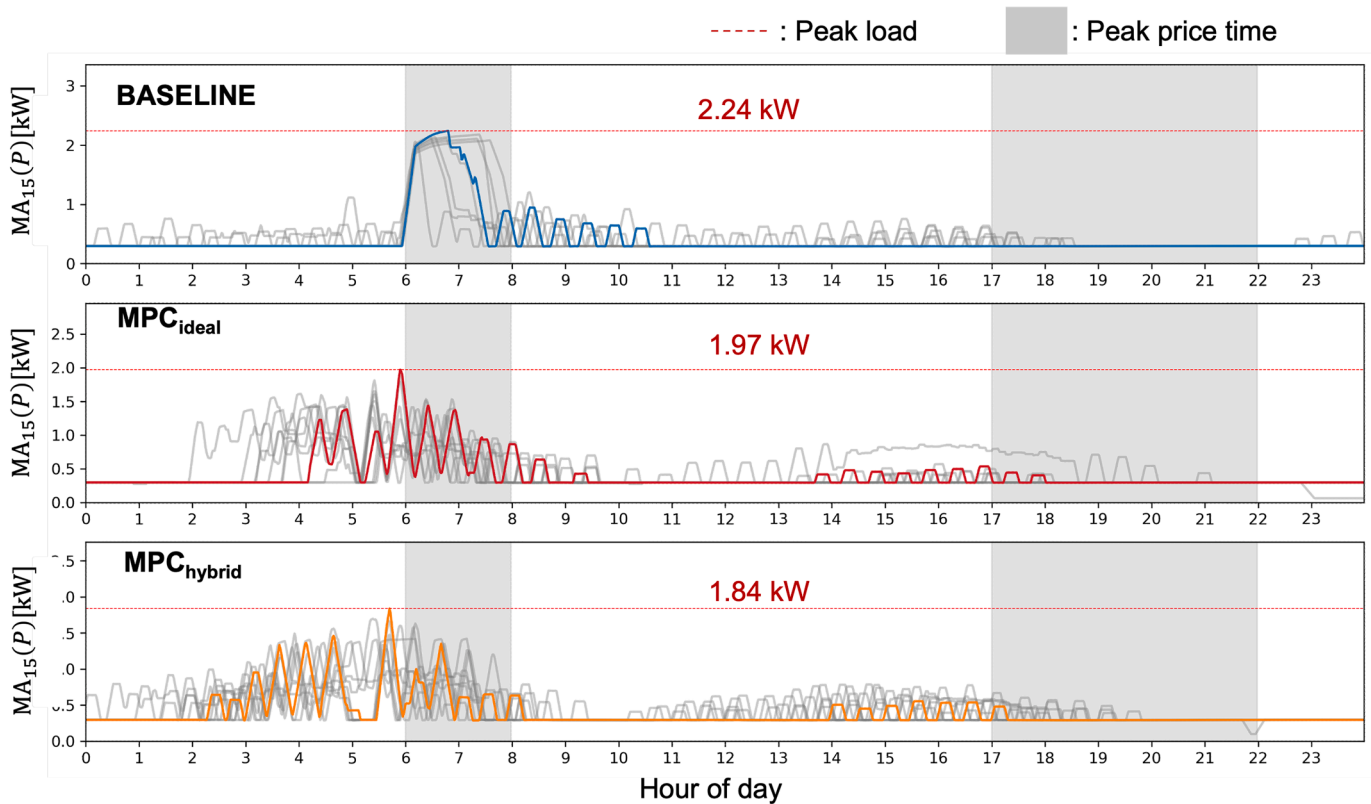 : Peak load : Peak price time
BASELINE
2.24 kW
MA15(P)[kW]
3
2
1
0
0 1 2 3 4 5 6 7 8 9 10 11 12 13 14 15 16 17 18 19 20 21 22 23
MPCideal
1.97 kW
MA15(P)[kW]
2.5
2.0
1.5
1.0
0.5
0.0
0 1 2 3 4 5 6 7 8 9 10 11 12 13 14 15 16 17 18 19 20 21 22 23
MPChybrid
1.84 kW
MA15(P)[kW]
.5
.0
.5
.0
.5
0.0
0 1 2 3 4 5 6 7 8 9 10 11 12 13 14 15 16 17 18 19 20 21 22 23
Hour of day